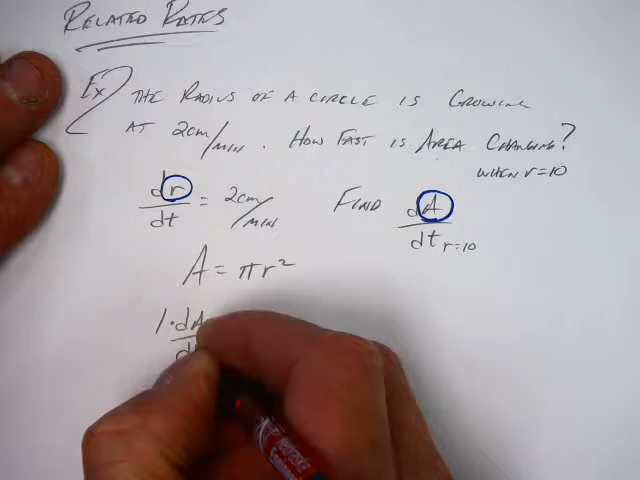 RELATED RATES
Ex) THE RADIUS OF A CIRCLE IS GROWING
AT 2cm/MIN. HOW FAST IS AREA CHANGING?
WHEN r=10
dr/dt = 2cm/MIN FIND dA/dt r=10
A = πr²
1·dA/d